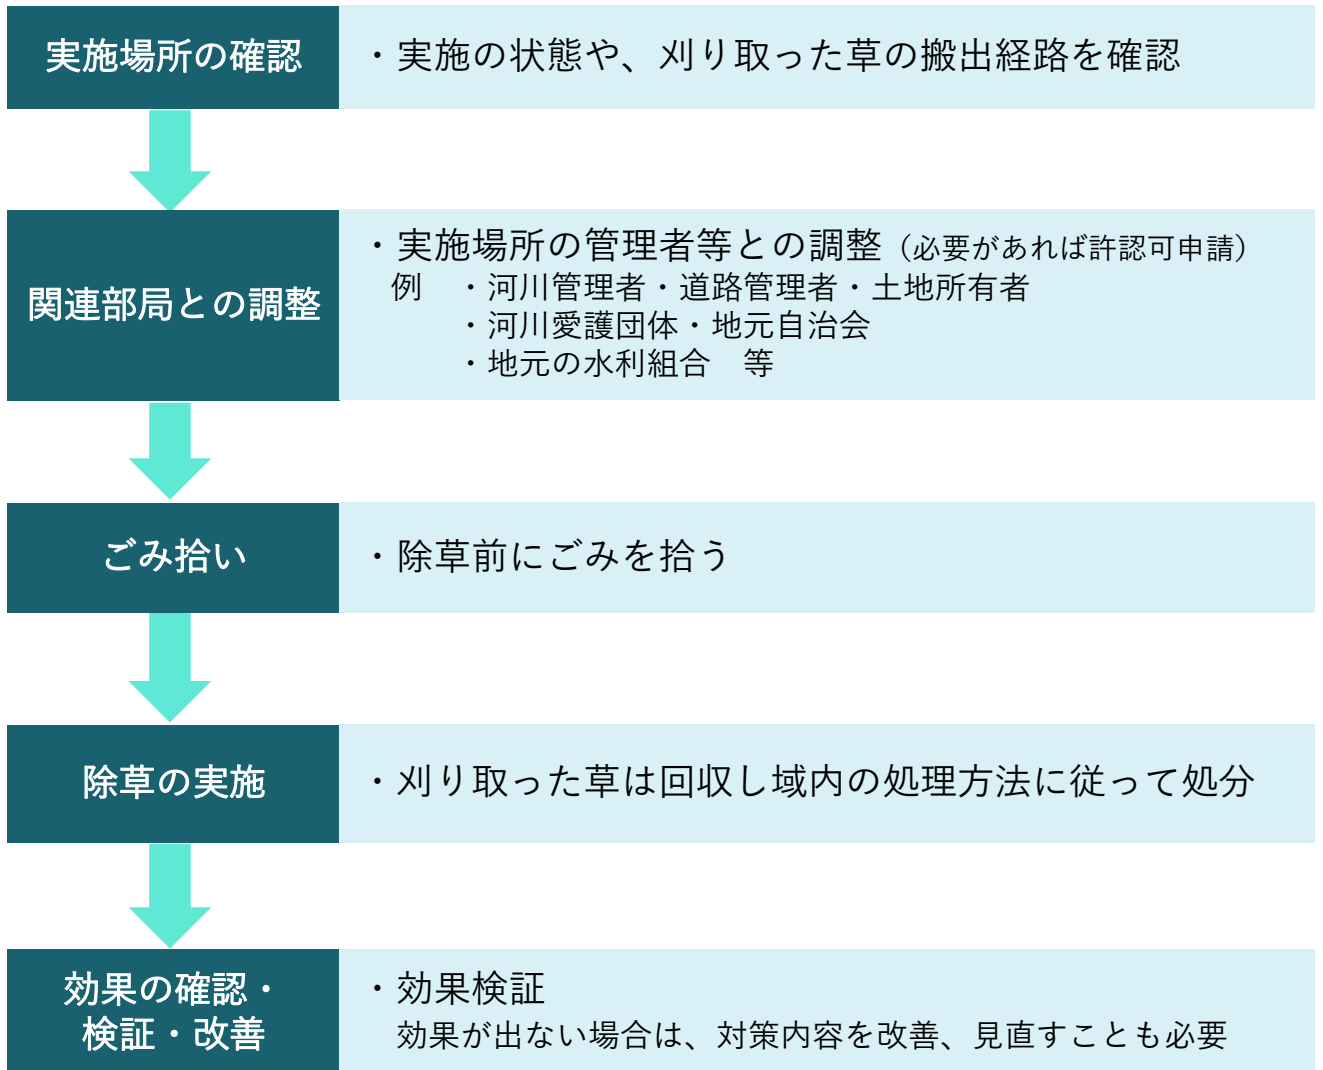 実施場所の確認
・実施の状態や、刈り取った草の搬出経路を確認
関連部局との調整
・実施場所の管理者等との調整（必要があれば許認可申請）
例　・河川管理者・道路管理者・土地所有者
・河川愛護団体・地元自治会
・地元の水利組合　等
ごみ拾い
・除草前にごみを拾う
除草の実施
・刈り取った草は回収し域内の処理方法に従って処分
効果の確認・
検証・改善
・効果検証
効果が出ない場合は、対策内容を改善、見直すことも必要